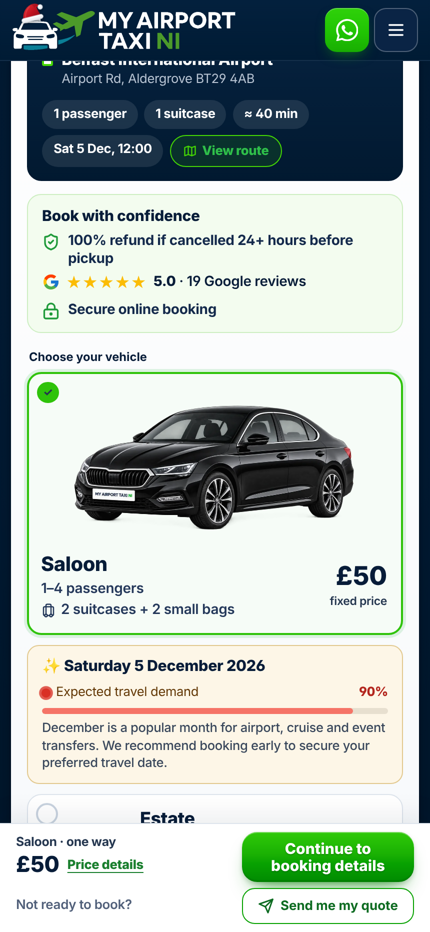 MY AIRPORT
TAXI NI
Belfast International Airport
Airport Rd, Aldergrove BT29 4AB
1 passenger
1 suitcase
≈ 40 min
Sat 5 Dec, 12:00
View route
Book with confidence
100% refund if cancelled 24+ hours before
pickup
5.0 · 19 Google reviews
Secure online booking
Choose your vehicle
MY AIRPORT TAXI NI
Saloon
1–4 passengers
2 suitcases + 2 small bags
£50
fixed price
✨ Saturday 5 December 2026
Expected travel demand
90%
December is a popular month for airport, cruise and event
transfers. We recommend booking early to secure your
preferred travel date.
Estate
Saloon · one way
£50 Price details
Continue to
booking details
Not ready to book?
Send me my quote